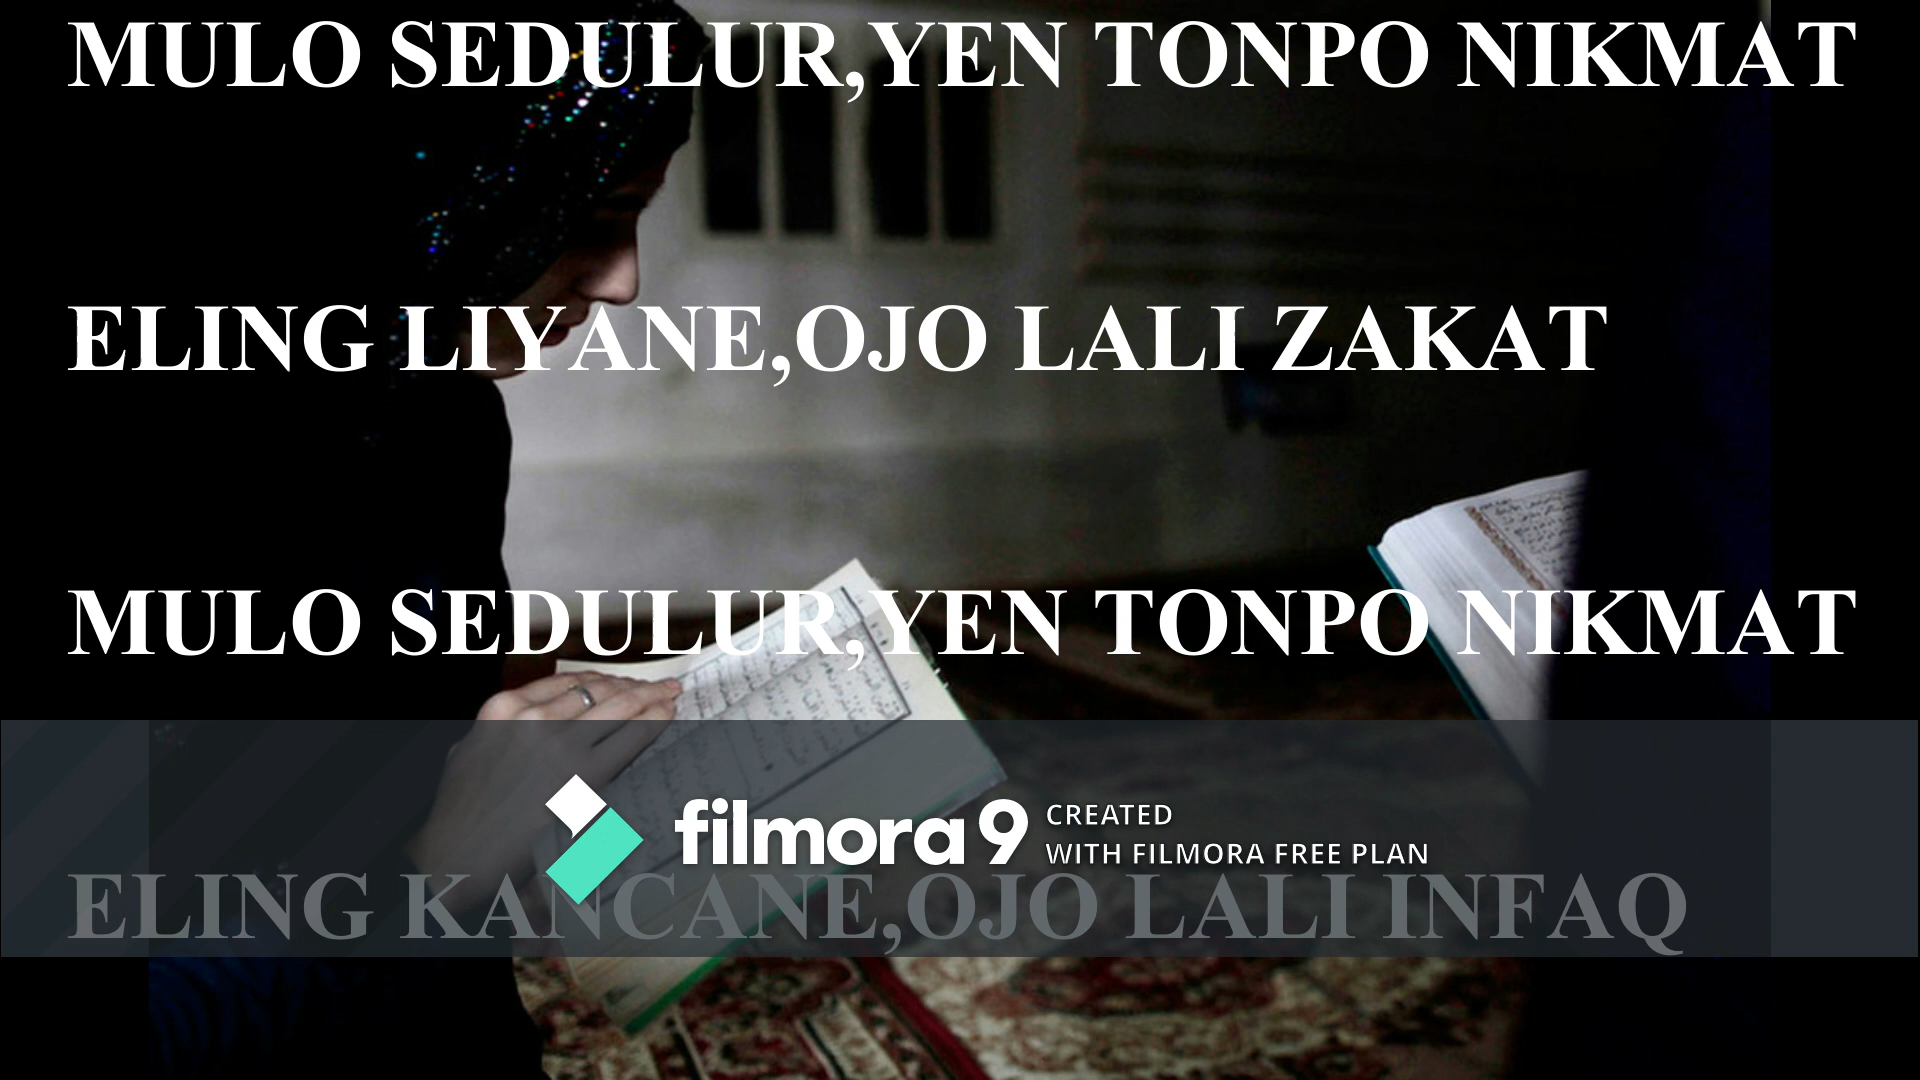 MULO SEDULUR,YEN TONPO NIKMAT
ELING LIYANE,OJO LALI ZAKAT
MULO SEDULUR,YEN TONPO NIKMAT
filmora9 CREATED
WITH FILMORA FREE PLAN
ELING KANCANE,OJO LALI INFAQ